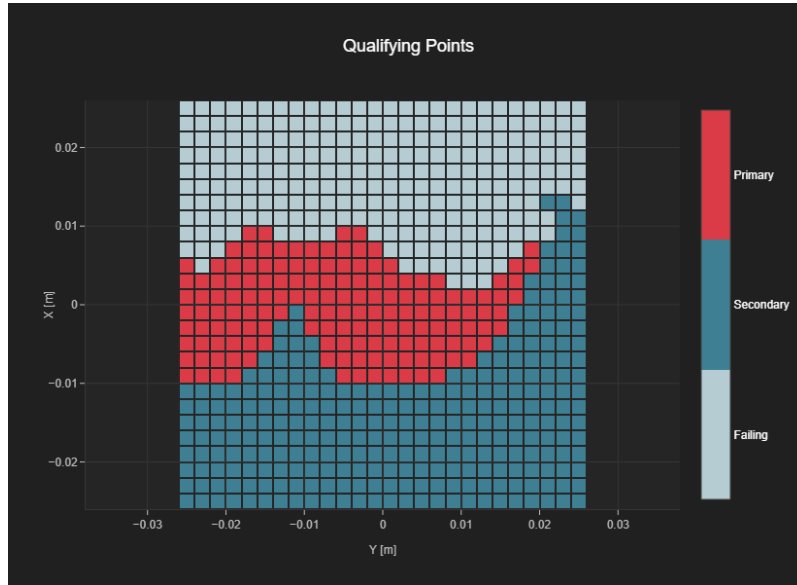 Qualifying Points
0.02
0.01
0
−0.01
−0.02
X [m]
−0.03
−0.02
−0.01
0
0.01
0.02
0.03
Y [m]
Primary
Secondary
Failing